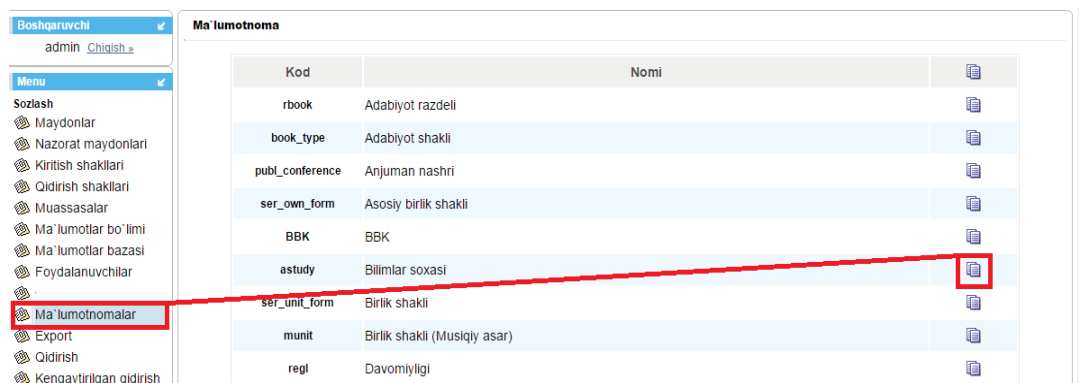 Boshqaruvchi
admin Chiqish »
Menu
Sozlash
Maydonlar
Nazorat maydonlari
Kiritish shakllari
Qidirish shakllari
Muassasalar
Ma`lumotlar bo`limi
Ma`lumotlar bazasi
Foydalanuvchilar
Ma`lumotnomalar
Export
Qidirish
Kengaytirilgan qidirish
Ma`lumotnoma
Kod Nomi
rbook Adabiyot razdeli
book_type Adabiyot shakli
publ_conference Anjuman nashri
ser_own_form Asosiy birlik shakli
BBK BBK
astudy Bilimlar soxasi
ser_unit_form Birlik shakli
munit Birlik shakli (Musiqiy asar)
regl Davomiyligi